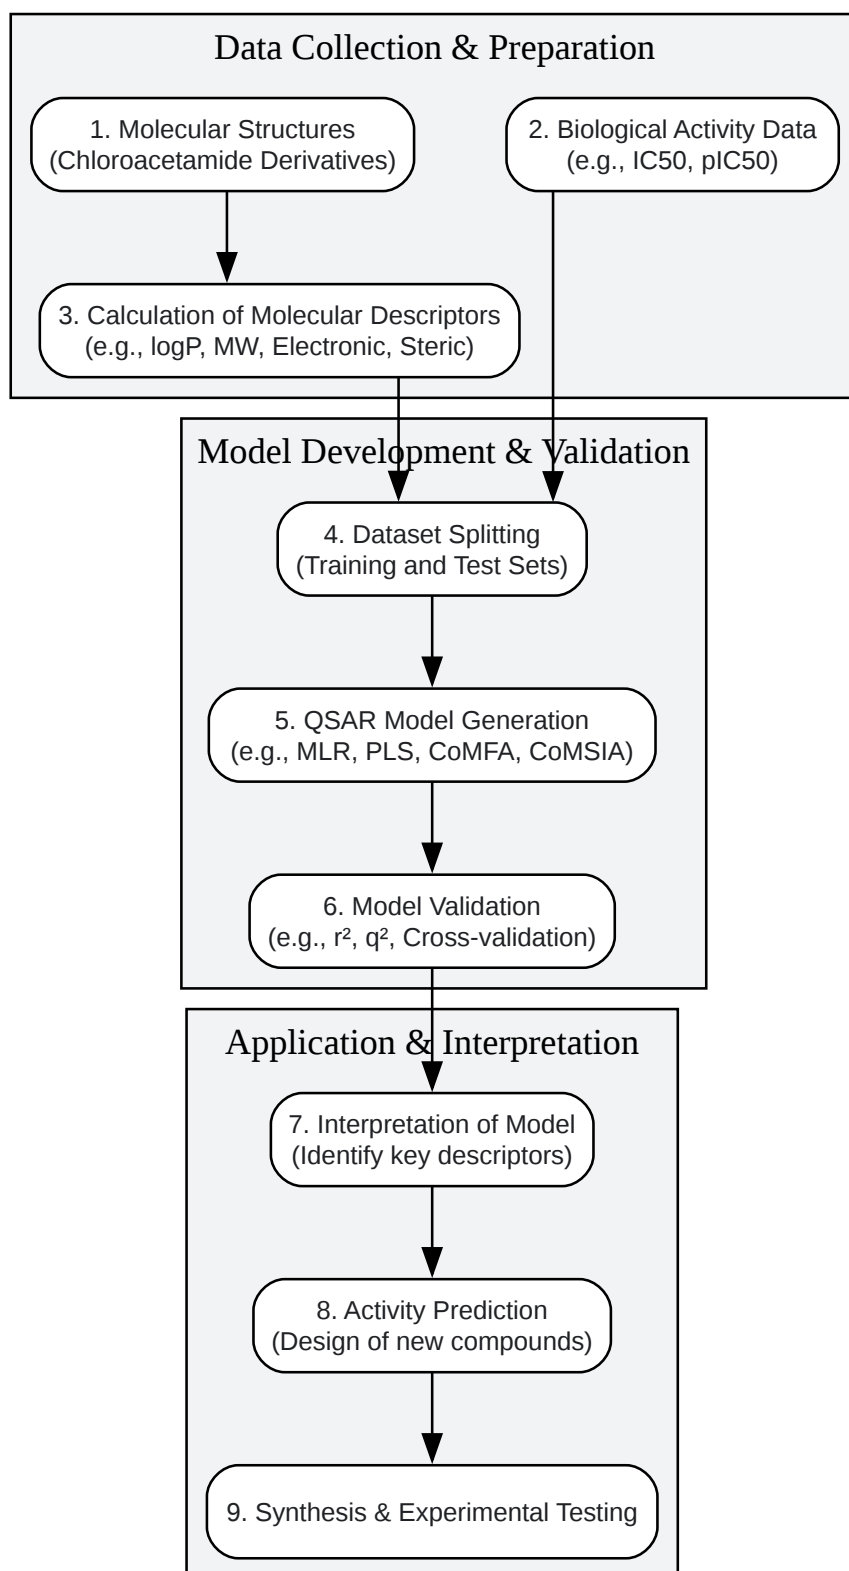 Data Collection & Preparation
1. Molecular Structures
(Chloroacetamide Derivatives)
2. Biological Activity Data
(e.g., IC50, pIC50)
3. Calculation of Molecular Descriptors
(e.g., logP, MW, Electronic, Steric)
Model Development & Validation
4. Dataset Splitting
(Training and Test Sets)
5. QSAR Model Generation
(e.g., MLR, PLS, CoMFA, CoMSIA)
6. Model Validation
(e.g., r², q², Cross-validation)
Application & Interpretation
7. Interpretation of Model
(Identify key descriptors)
8. Activity Prediction
(Design of new compounds)
9. Synthesis & Experimental Testing